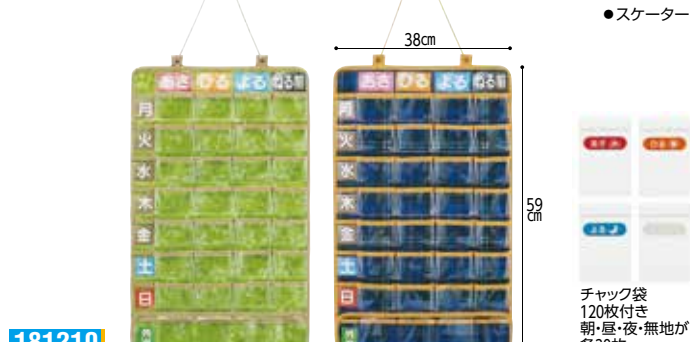 ●スケーター
38cm
あさ ひる よる ねる前
月
火
水
木
金
土
日
あさ ひる よる ねる前
月
火
水
木
金
土
日
59
cm
よる
チャック袋
120枚付き
朝・昼・夜・無地が
181210